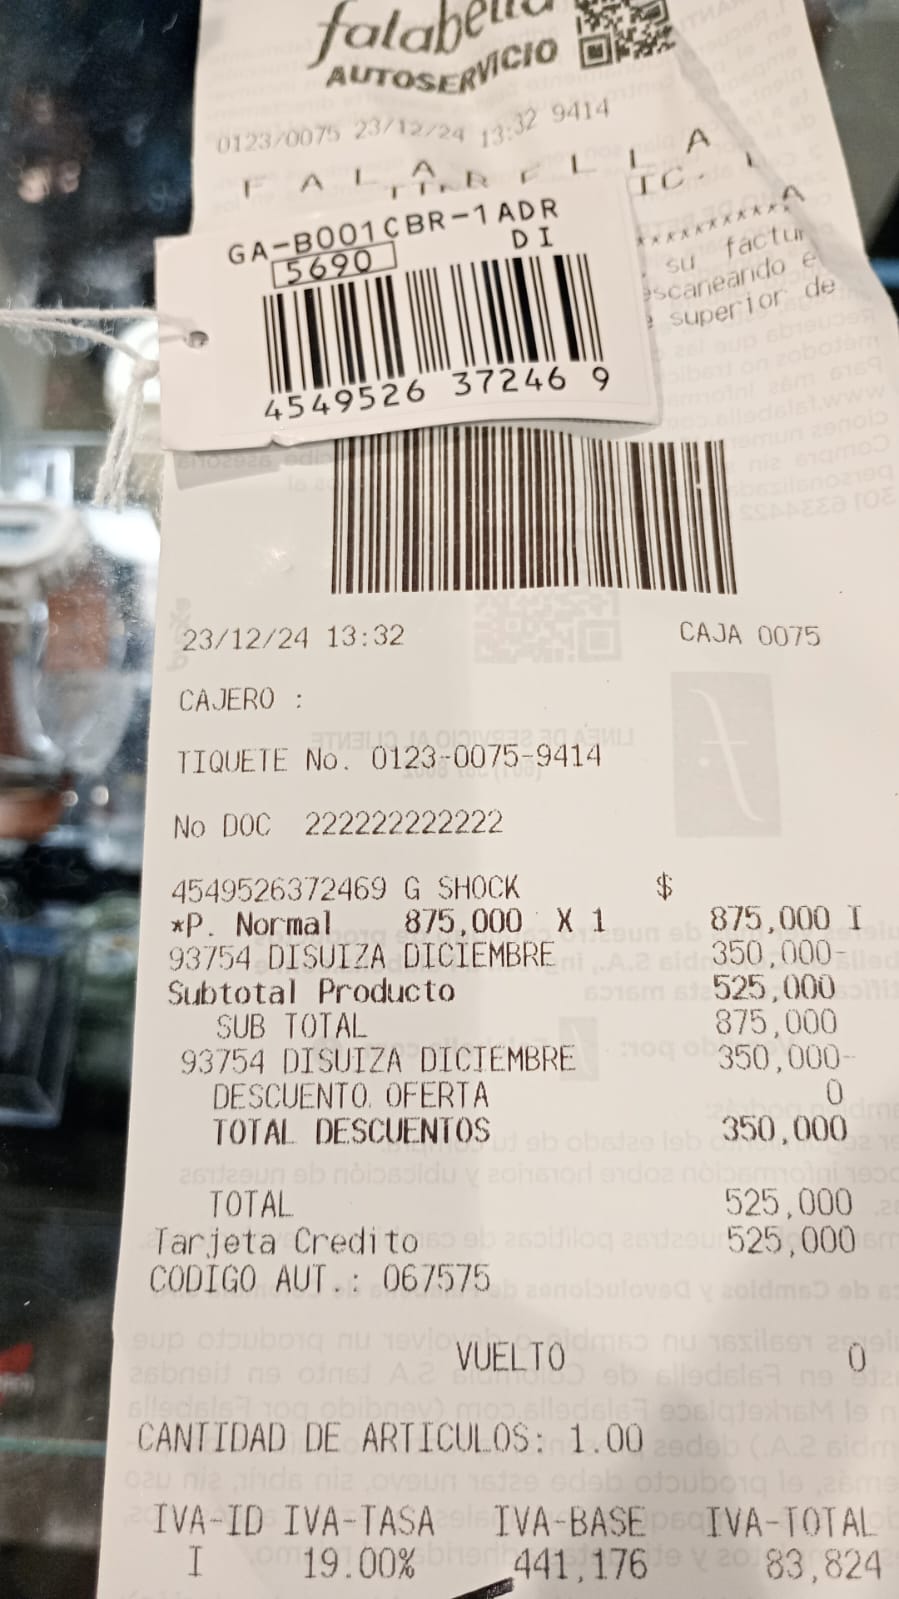 falabella
AUTOSERVICIO
0123/0075 23/12/24 13:32 9414
F A L A B E L L A
GA-B001CBR-1ADR
DI
5690
su factur
escaneando e
superior de
4549526 37246 9
23/12/24 13:32 CAJA 0075
CAJERO :
TIQUETE No. 0123-0075-9414
No DOC 222222222222
4549526372469 G SHOCK $
*P. Normal 875,000 X 1 875,000 I
93754 DISUIZA DICIEMBRE 350,000-
Subtotal Producto 525,000
SUB TOTAL 875,000
93754 DISUIZA DICIEMBRE 350,000-
DESCUENTO OFERTA 0
TOTAL DESCUENTOS 350,000
TOTAL 525,000
Tarjeta Credito 525,000
CODIGO AUT.: 067575
VUELTO 0
CANTIDAD DE ARTICULOS: 1.00
IVA-ID IVA-TASA IVA-BASE IVA-TOTAL
I 19.00% 441,176 83,824